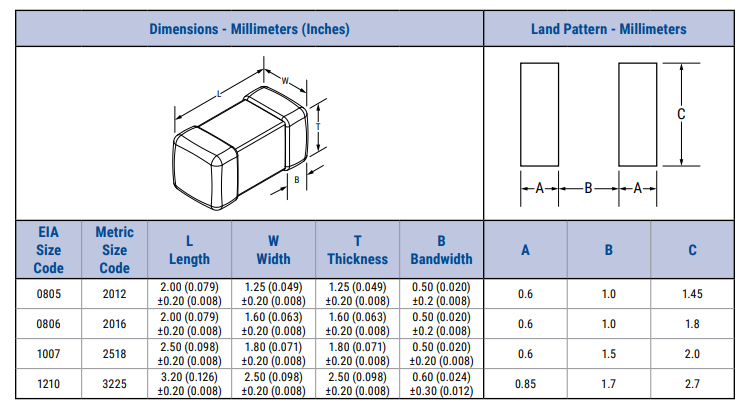 Dimensions - Millimeters (Inches)
Land Pattern - Millimeters
W
L
T
B
C
A
B
A
EIA Size Code
Metric Size Code
L Length
W Width
T Thickness
B Bandwidth
A
B
C
0805 2012 2.00 (0.079) ±0.20 (0.008) 1.25 (0.049) ±0.20 (0.008) 1.25 (0.049) ±0.20 (0.008) 0.50 (0.020) ±0.2 (0.008) 0.6 1.0 1.45
0806 2016 2.00 (0.079) ±0.20 (0.008) 1.60 (0.063) ±0.20 (0.008) 1.60 (0.063) ±0.20 (0.008) 0.50 (0.020) ±0.2 (0.008) 0.6 1.0 1.8
1007 2518 2.50 (0.098) ±0.20 (0.008) 1.80 (0.071) ±0.20 (0.008) 1.80 (0.071) ±0.20 (0.008) 0.50 (0.020) ±0.20 (0.008) 0.6 1.5 2.0
1210 3225 3.20 (0.126) ±0.20 (0.008) 2.50 (0.098) ±0.20 (0.008) 2.50 (0.098) ±0.20 (0.008) 0.60 (0.024) ±0.30 (0.012) 0.85 1.7 2.7